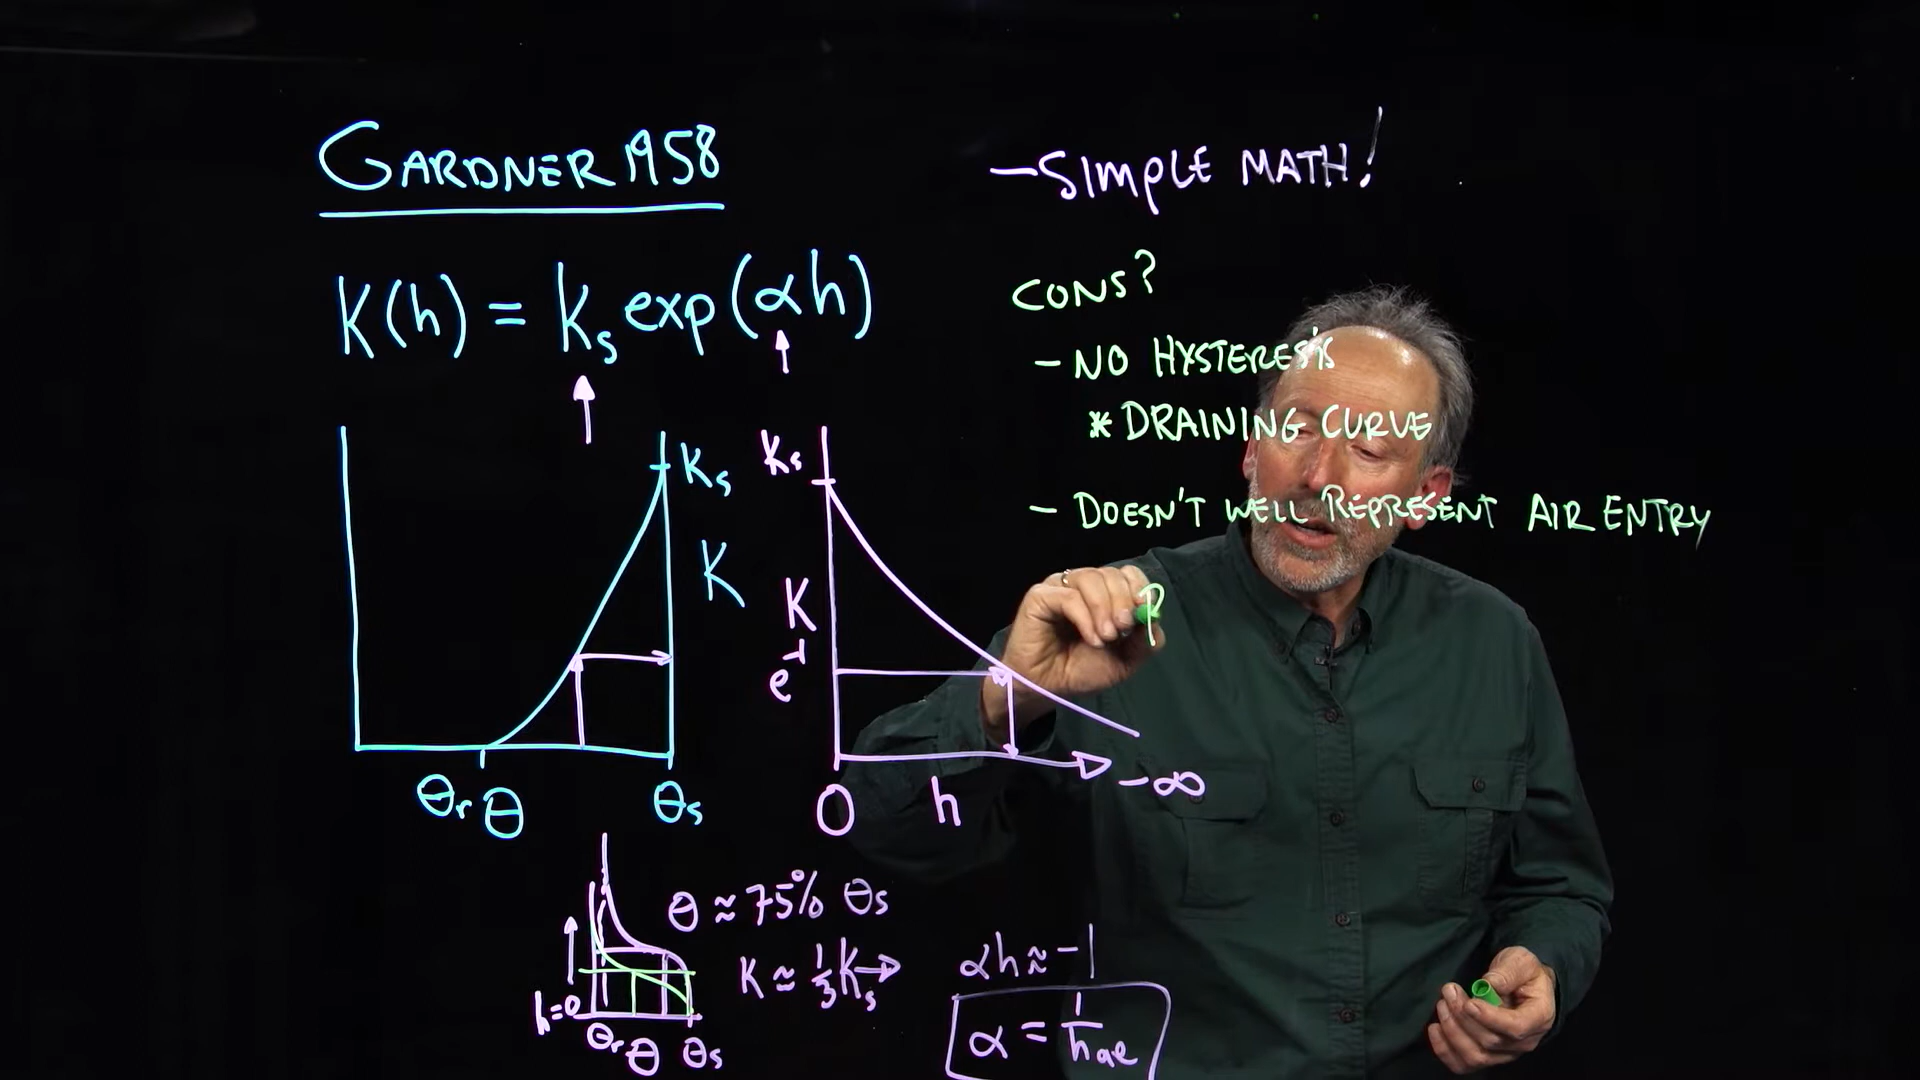 GARDNER 1958
K(h) = Ks exp(αh)
Ks
K
θr θ θs
Ks
K
e⁻¹
0 h -∞
h=0
θr θ θs
θ ≈ 75% θs
K ≈ 1/3 Ks
αh ≈ -1
α = 1/hae
- SIMPLE MATH!
CONS?
- NO HYSTERESIS
* DRAINING CURVE
- DOESN'T WELL REPRESENT AIR ENTRY
P